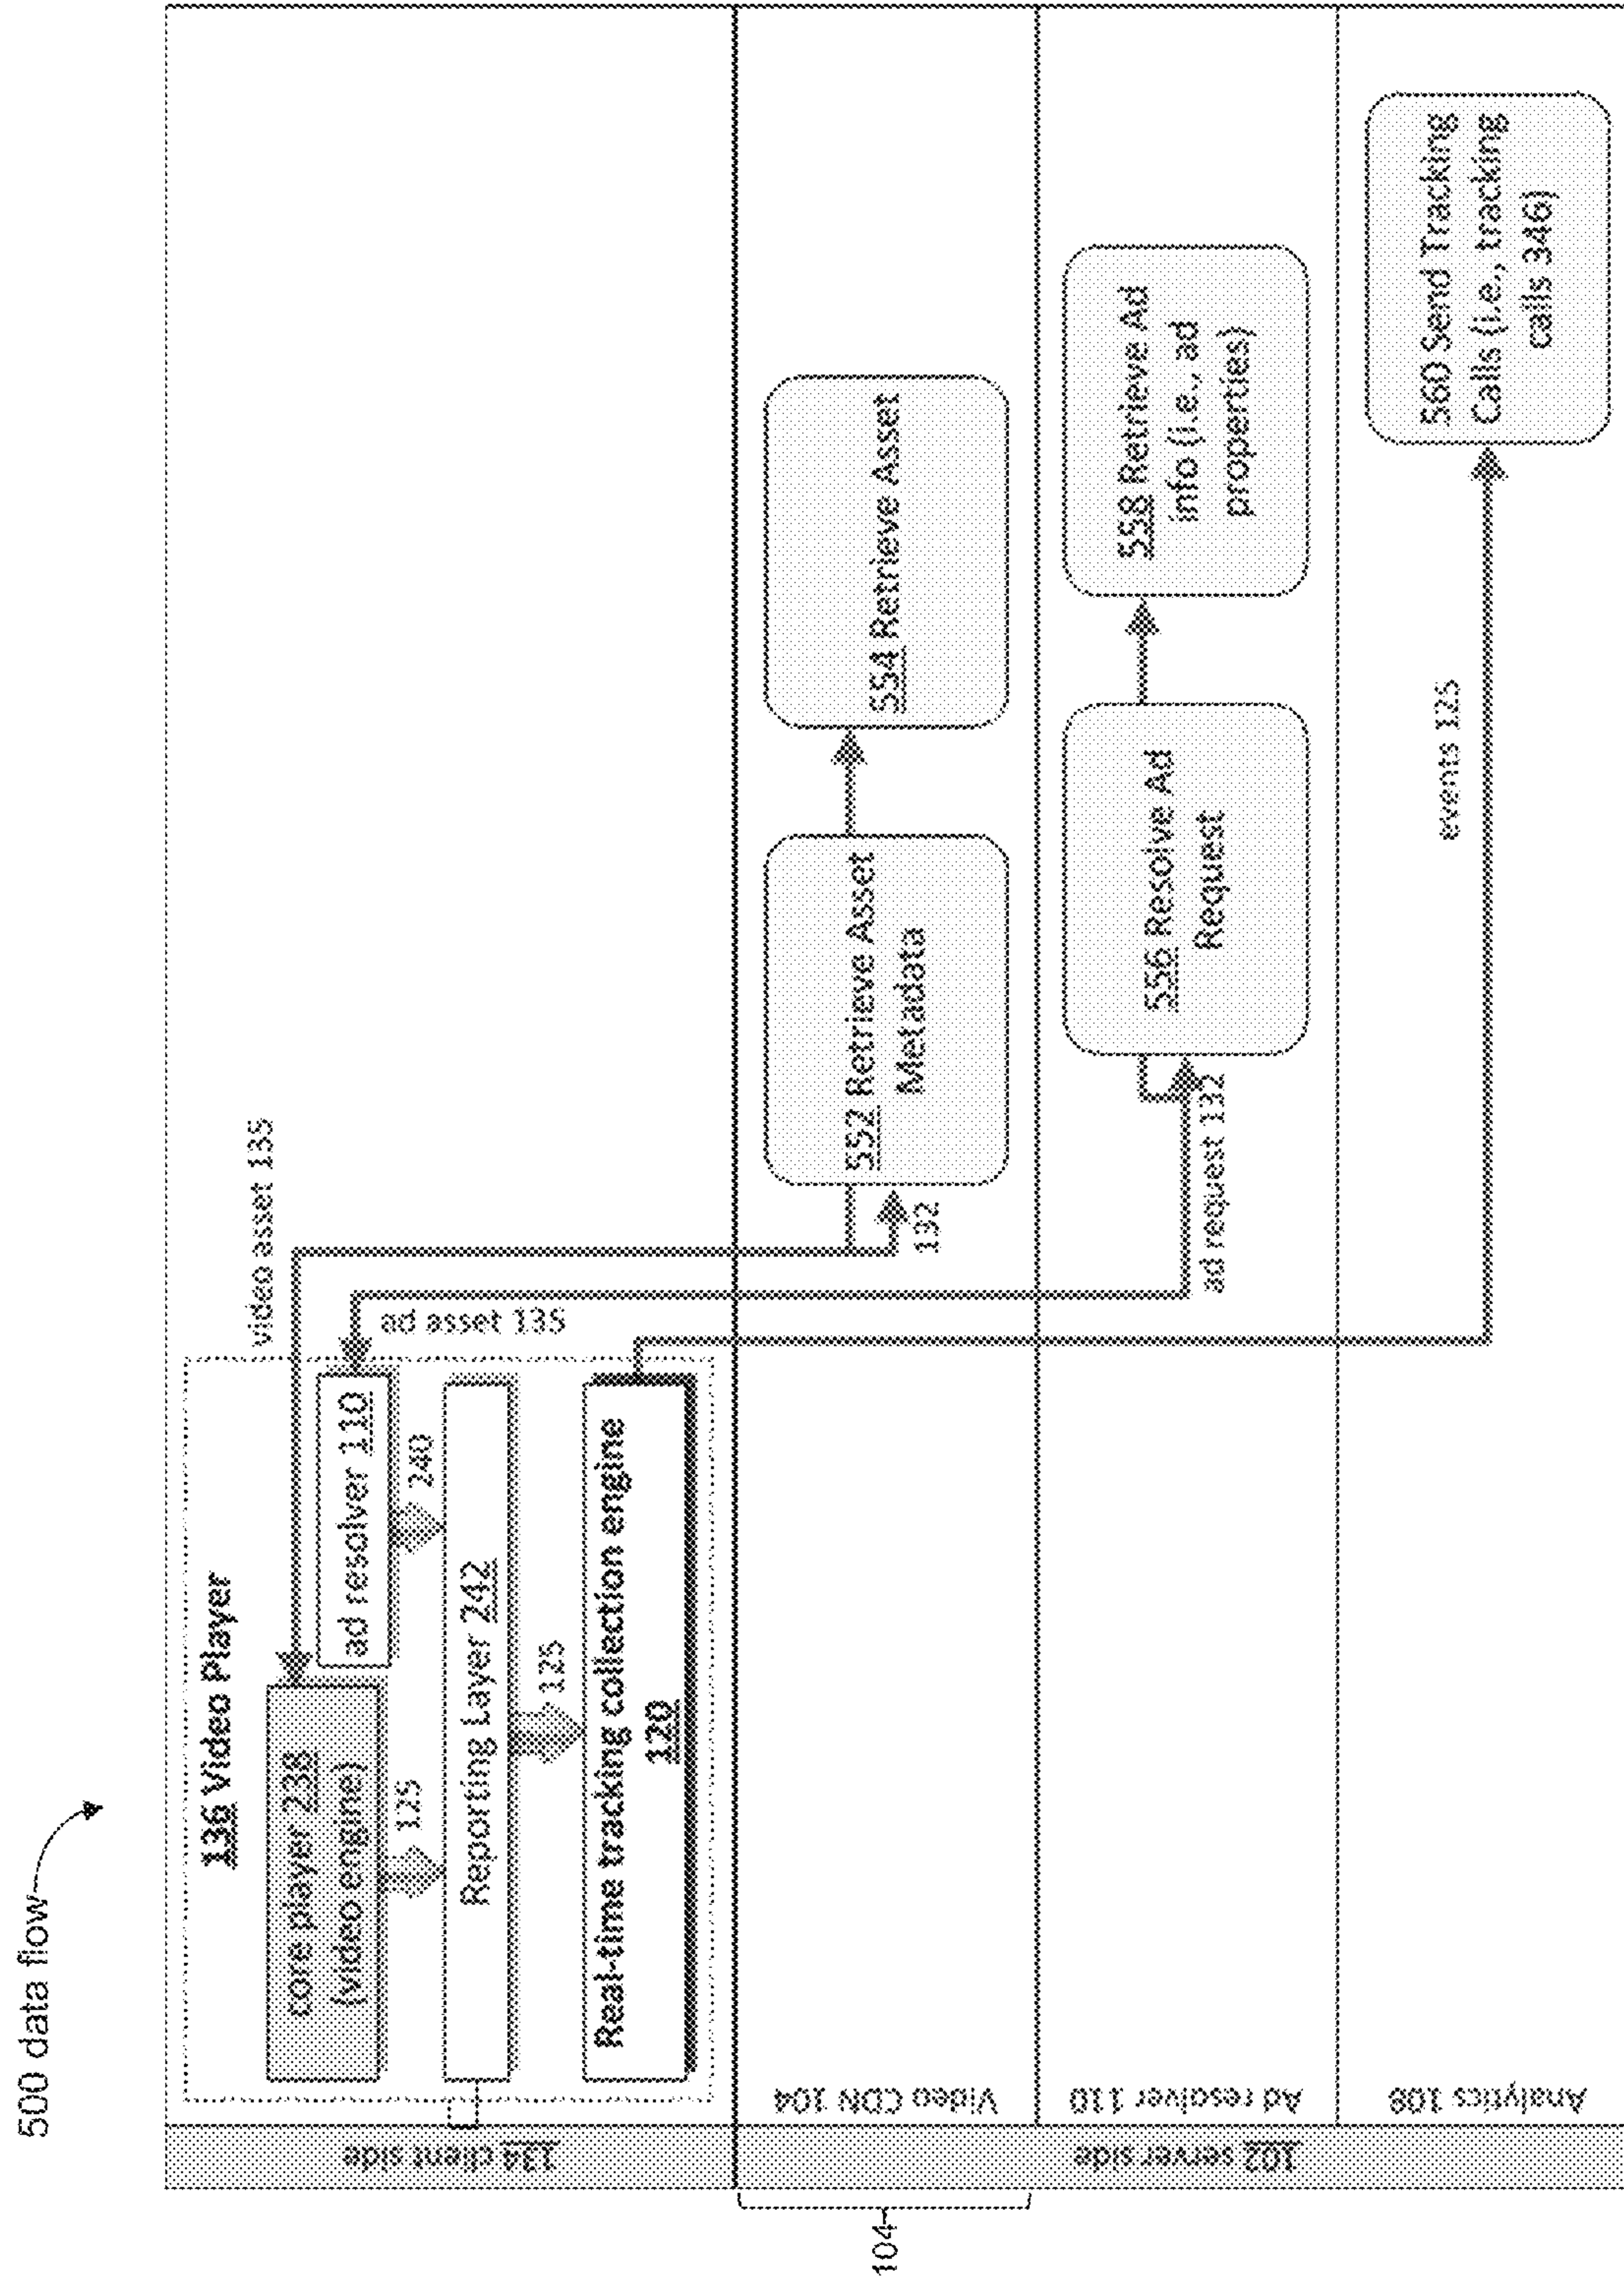 500 data flow
136 Video Player
core player 238
(video engine)
ad resolver 110
video asset 135
ad asset 135
125
240
Reporting Layer 242
125
Real-time tracking collection engine
120
134 client side
104
102 server side
Video CDN 104
132
552 Retrieve Asset
Metadata
554 Retrieve Asset
Ad resolver 110
ad request 132
556 Resolve Ad
Request
558 Retrieve Ad
info (i.e., ad
properties)
Analytics 108
events 125
560 Send Tracking
Calls (i.e., tracking
calls 346)